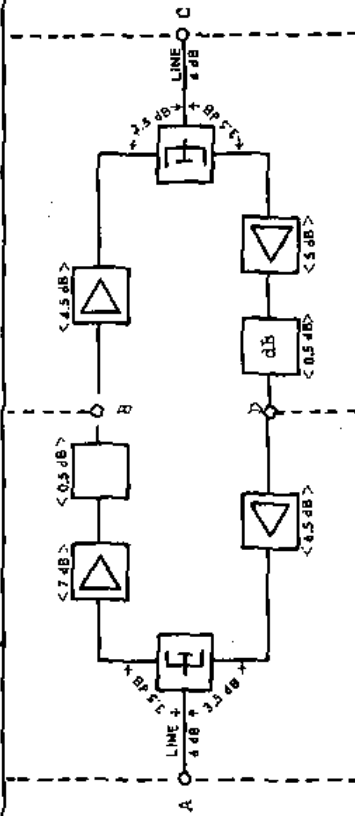 < 7 dB >
< 0,5 dB >
< 4,5 dB >
B
3,5 dB
3,5 dB
A
LINE
4 dB
LINE
4 dB
C
3,5 dB
3,5 dB
D
dB
< 6,5 dB >
< 0,5 dB >
< 5 dB >